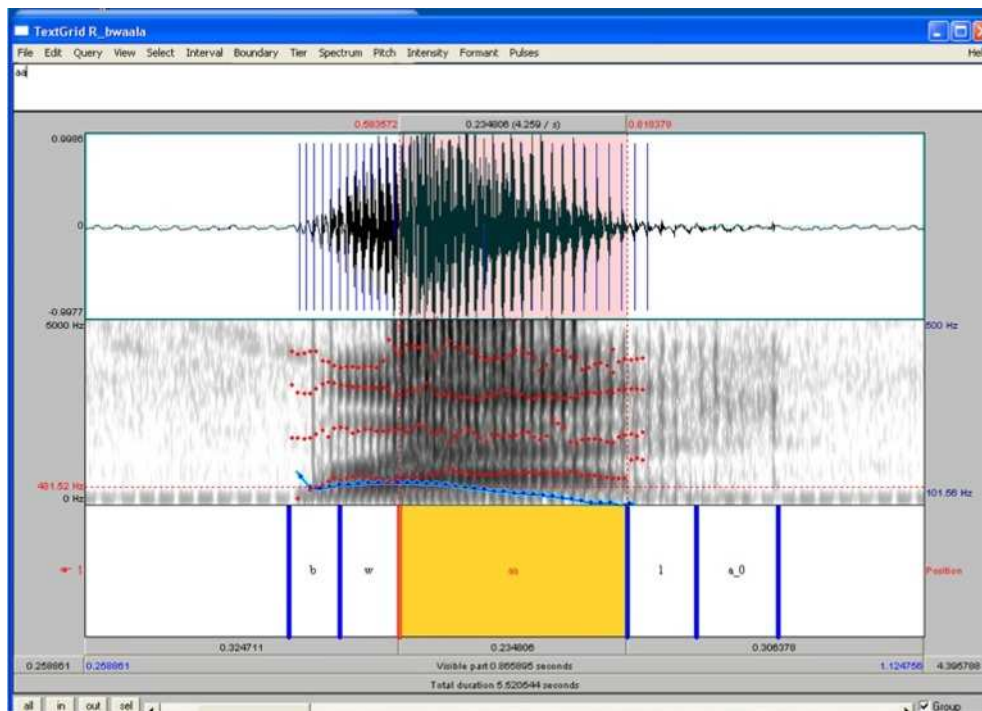 TextGrid R_bwaala
File Edit Query View Select Interval Boundary Tier Spectrum Pitch Intensity Formant Pulses Hel
aa
0.583572 0.234806 (4.259 / s) 0.818378
0.9986
0
-0.9977
5000 Hz 500 Hz
481.52 Hz
0 Hz 101.56 Hz
1 b w aa l a_0 Position
0.324711 0.234806 0.306378
0.258861 0.258861 Visible part 0.865895 seconds 1.124756 4.395788
Total duration 5.520544 seconds
all in out sel Group